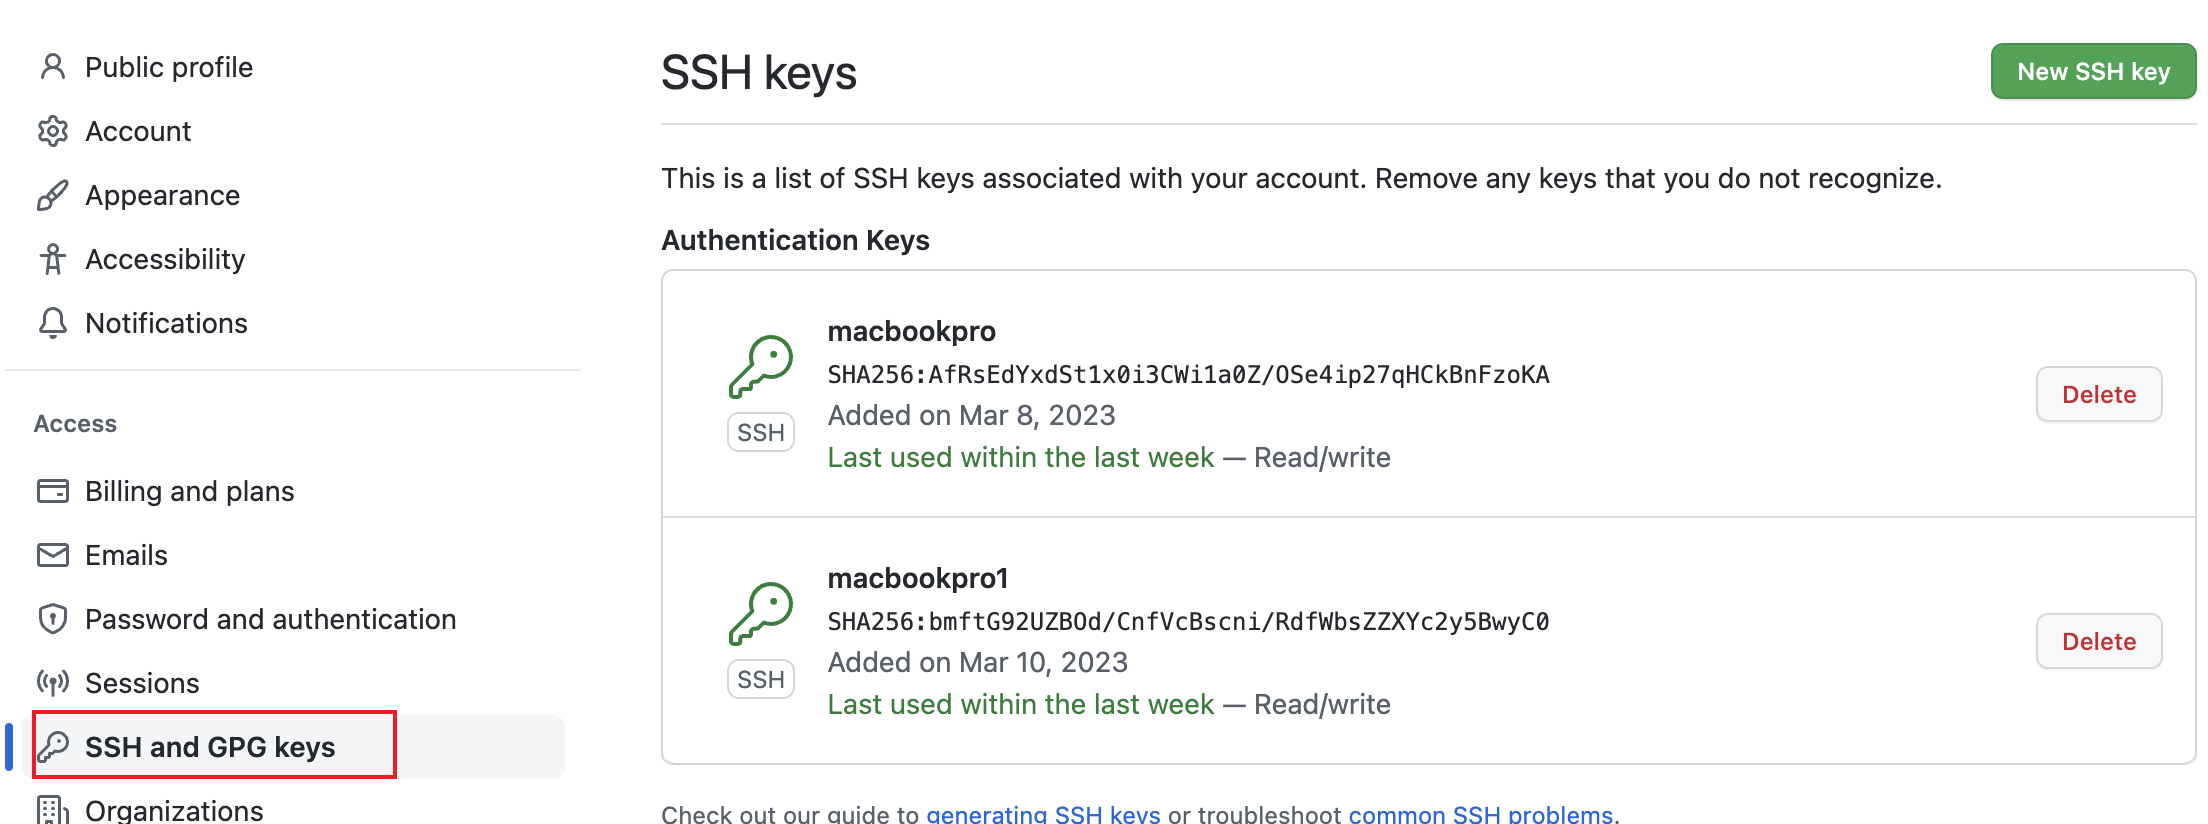 Public profile
Account
Appearance
Accessibility
Notifications
Access
Billing and plans
Emails
Password and authentication
Sessions
SSH and GPG keys
Organizations
SSH keys
New SSH key
This is a list of SSH keys associated with your account. Remove any keys that you do not recognize.
Authentication Keys
macbookpro
SHA256:AfRsEdYxdSt1x0i3CWi1a0Z/OSe4ip27qHCkBnFzoKA
Added on Mar 8, 2023
Last used within the last week — Read/write
SSH
Delete
macbookpro1
SHA256:bmftG92UZBOd/CnfVcBscni/RdfWbsZZXYc2y5BwyC0
Added on Mar 10, 2023
Last used within the last week — Read/write
SSH
Delete
Check out our guide to generating SSH keys or troubleshoot common SSH problems.